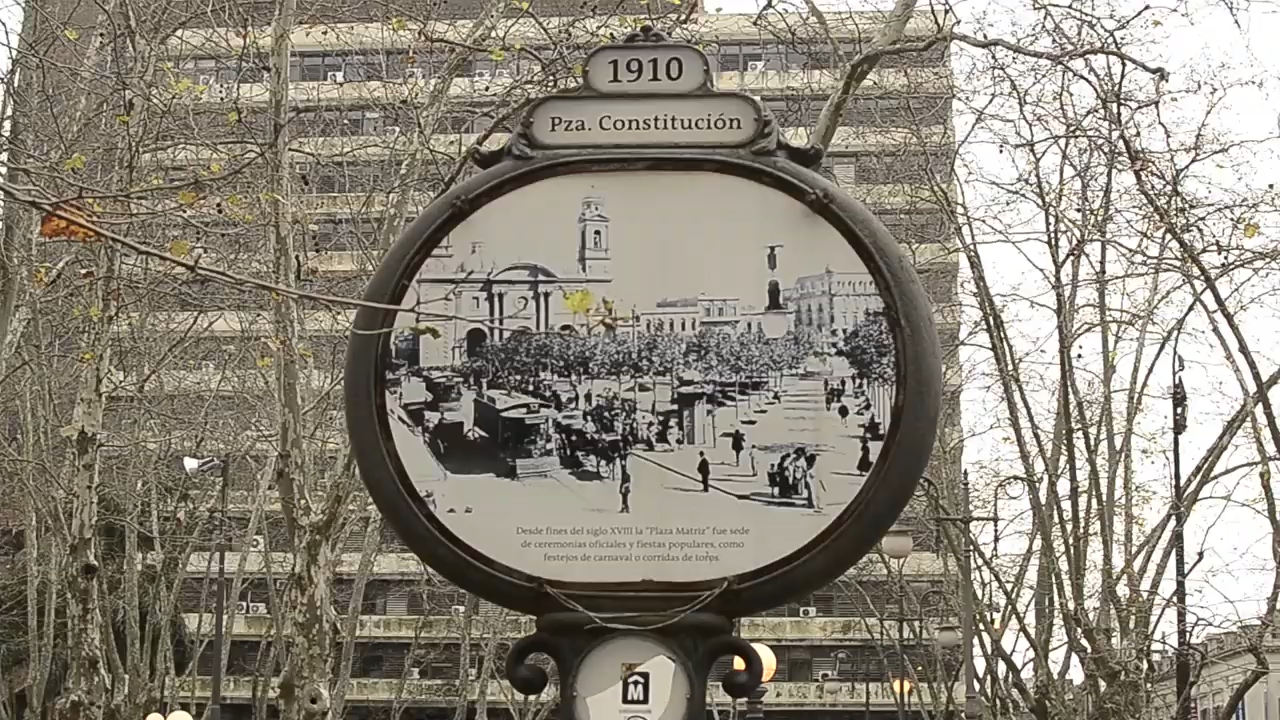 1910
Pza. Constitución
Desde fines del siglo XVIII la "Plaza Matriz" fue sede
de ceremonias oficiales y fiestas populares, como
festejos de carnaval o corridas de toros.